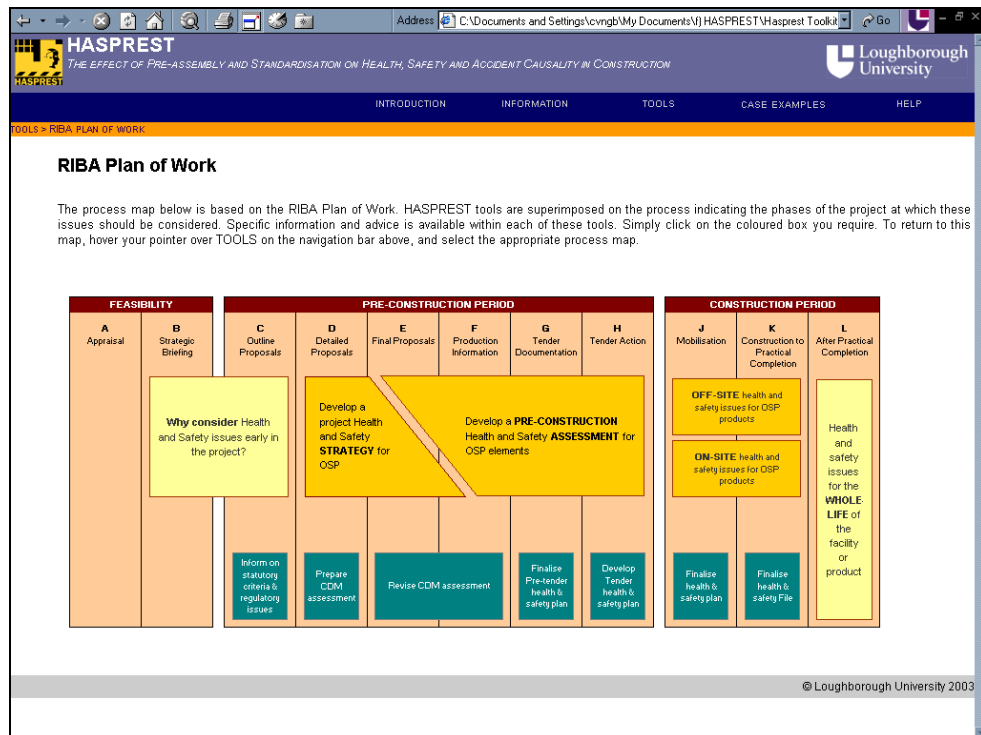 Address C:\Documents and Settings\cvngb\My Documents\f) HASPREST\Hasprest Toolkit Go
HASPREST
THE EFFECT OF PRE-ASSEMBLY AND STANDARDISATION ON HEALTH, SAFETY AND ACCIDENT CAUSALITY IN CONSTRUCTION
HASPREST
Loughborough
University
INTRODUCTION INFORMATION TOOLS CASE EXAMPLES HELP
TOOLS > RIBA PLAN OF WORK
RIBA Plan of Work
The process map below is based on the RIBA Plan of Work. HASPREST tools are superimposed on the process indicating the phases of the project at which these
issues should be considered. Specific information and advice is available within each of these tools. Simply click on the coloured box you require. To return to this
map, hover your pointer over TOOLS on the navigation bar above, and select the appropriate process map.
FEASIBILITY
A
Appraisal
B
Strategic
Briefing
PRE-CONSTRUCTION PERIOD
C
Outline
Proposals
D
Detailed
Proposals
E
Final Proposals
F
Production
Information
G
Tender
Documentation
H
Tender Action
CONSTRUCTION PERIOD
J
Mobilisation
K
Construction to
Practical
Completion
L
After Practical
Completion
Why consider Health
and Safety issues early in
the project?
Develop a
project Health
and Safety
STRATEGY for
OSP
Develop a PRE-CONSTRUCTION
Health and Safety ASSESSMENT for
OSP elements
OFF-SITE health and
safety issues for OSP
products
ON-SITE health and
safety issues for OSP
products
Health
and
safety
issues
for the
WHOLE-
LIFE of
the
facility
or
product
Inform on
statutory
criteria &
regulatory
issues
Prepare
CDM
assessment
Revise CDM assessment
Finalise
Pre-tender
health &
safety plan
Develop
Tender
health &
safety plan
Finalise
health &
safety plan
Finalise
health &
safety File
© Loughborough University 2003